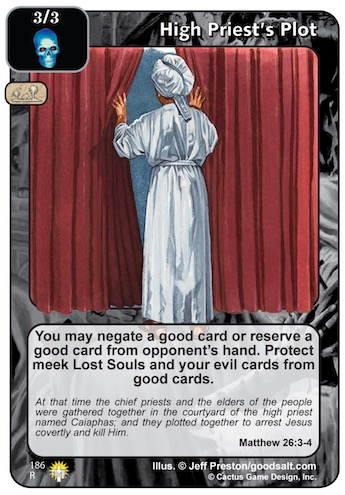 3/3
High Priest's Plot
You may negate a good card or reserve a
good card from opponent's hand. Protect
meek Lost Souls and your evil cards from
good cards.
At that time the chief priests and the elders of the people
were gathered together in the courtyard of the high priest
named Caiaphas; and they plotted together to arrest Jesus
covertly and kill Him.
Matthew 26:3-4
186
R
Illus. © Jeff Preston/goodsalt.com
© Cactus Game Design, Inc.